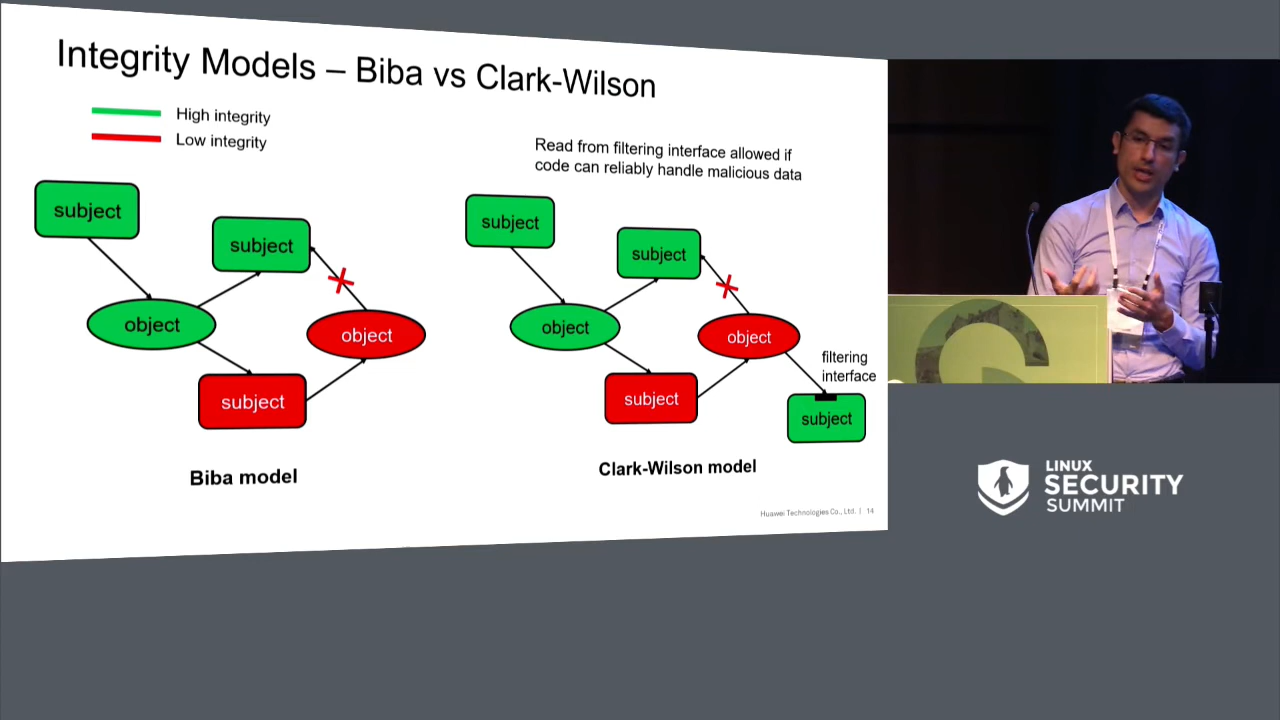 Integrity Models – Biba vs Clark-Wilson
High integrity
Low integrity
Read from filtering interface allowed if
code can reliably handle malicious data
subject
subject
object
object
subject
Biba model
subject
subject
object
object
filtering
interface
subject
subject
Clark-Wilson model
Huawei Technologies Co., Ltd. | 14
LINUX
SECURITY
SUMMIT